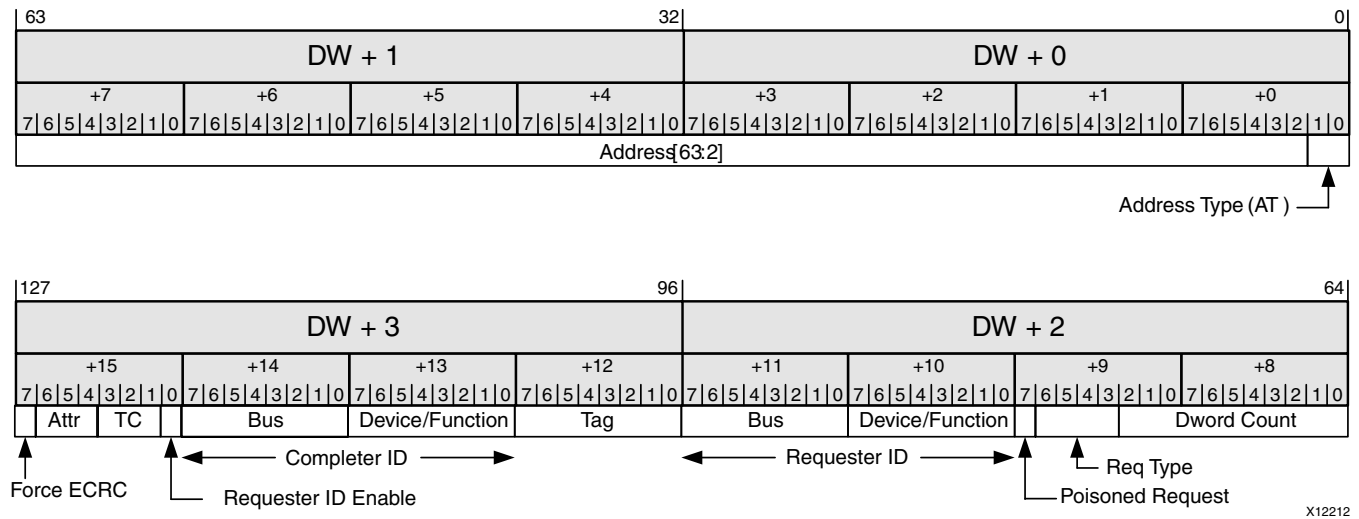 63 32 0
DW + 1 DW + 0
+7 +6 +5 +4 +3 +2 +1 +0
7 6 5 4 3 2 1 0 7 6 5 4 3 2 1 0 7 6 5 4 3 2 1 0 7 6 5 4 3 2 1 0 7 6 5 4 3 2 1 0 7 6 5 4 3 2 1 0 7 6 5 4 3 2 1 0 7 6 5 4 3 2 1 0
Address[63:2]
Address Type (AT )
127 96 64
DW + 3 DW + 2
+15 +14 +13 +12 +11 +10 +9 +8
7 6 5 4 3 2 1 0 7 6 5 4 3 2 1 0 7 6 5 4 3 2 1 0 7 6 5 4 3 2 1 0 7 6 5 4 3 2 1 0 7 6 5 4 3 2 1 0 7 6 5 4 3 2 1 0 7 6 5 4 3 2 1 0
Attr TC Bus Device/Function Tag Bus Device/Function Dword Count
Completer ID Requester ID Req Type
Force ECRC Requester ID Enable Poisoned Request
X12212